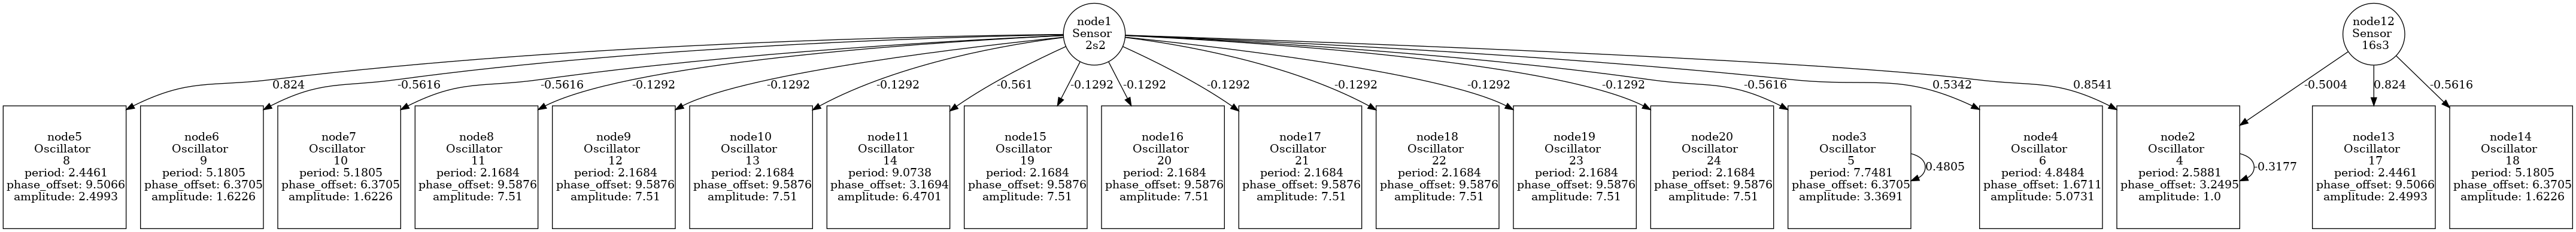 node1
Sensor
2s2
node12
Sensor
16s3
0.824
-0.5616
-0.5616
-0.1292
-0.1292
-0.1292
-0.561
-0.1292
-0.1292
-0.1292
-0.1292
-0.1292
-0.1292
-0.5616
0.5342
0.8541
-0.5004
0.824
-0.5616
node5
Oscillator
8
period: 2.4461
phase_offset: 9.5066
amplitude: 2.4993
node6
Oscillator
9
period: 5.1805
phase_offset: 6.3705
amplitude: 1.6226
node7
Oscillator
10
period: 5.1805
phase_offset: 6.3705
amplitude: 1.6226
node8
Oscillator
11
period: 2.1684
phase_offset: 9.5876
amplitude: 7.51
node9
Oscillator
12
period: 2.1684
phase_offset: 9.5876
amplitude: 7.51
node10
Oscillator
13
period: 2.1684
phase_offset: 9.5876
amplitude: 7.51
node11
Oscillator
14
period: 9.0738
phase_offset: 3.1694
amplitude: 6.4701
node15
Oscillator
19
period: 2.1684
phase_offset: 9.5876
amplitude: 7.51
node16
Oscillator
20
period: 2.1684
phase_offset: 9.5876
amplitude: 7.51
node17
Oscillator
21
period: 2.1684
phase_offset: 9.5876
amplitude: 7.51
node18
Oscillator
22
period: 2.1684
phase_offset: 9.5876
amplitude: 7.51
node19
Oscillator
23
period: 2.1684
phase_offset: 9.5876
amplitude: 7.51
node20
Oscillator
24
period: 2.1684
phase_offset: 9.5876
amplitude: 7.51
node3
Oscillator
5
period: 7.7481
phase_offset: 6.3705
amplitude: 3.3691
0.4805
node4
Oscillator
6
period: 4.8484
phase_offset: 1.6711
amplitude: 5.0731
node2
Oscillator
4
period: 2.5881
phase_offset: 3.2495
amplitude: 1.0
-0.3177
node13
Oscillator
17
period: 2.4461
phase_offset: 9.5066
amplitude: 2.4993
node14
Oscillator
18
period: 5.1805
phase_offset: 6.3705
amplitude: 1.6226